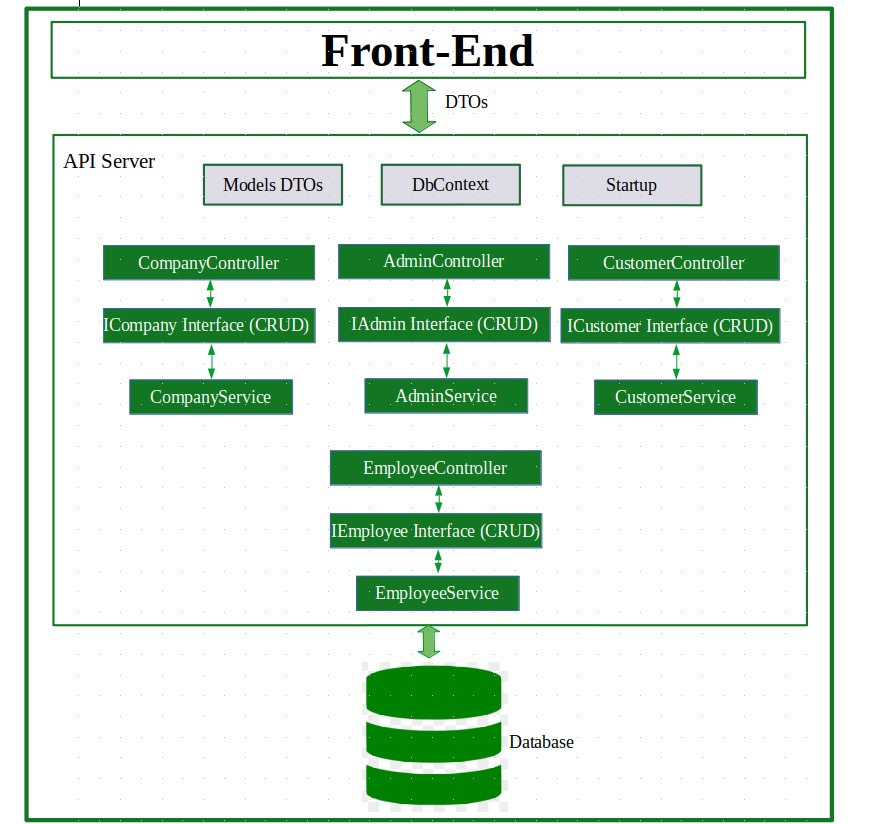 Front-End
DTOs
API Server
Models DTOs
DbContext
Startup
CompanyController
AdminController
CustomerController
ICompany Interface (CRUD)
IAdmin Interface (CRUD)
ICustomer Interface (CRUD)
CompanyService
AdminService
CustomerService
EmployeeController
IEmployee Interface (CRUD)
EmployeeService
Database